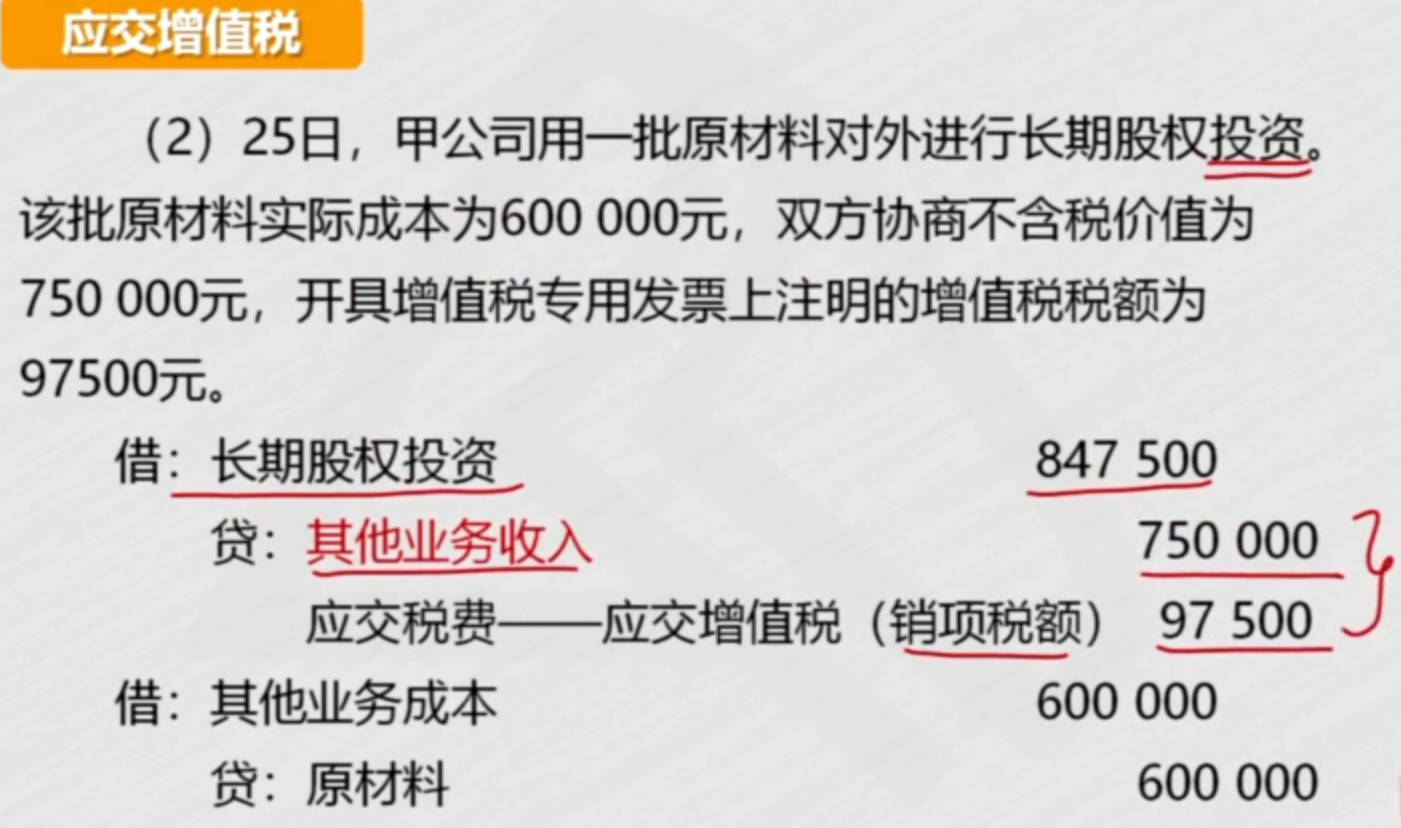 应交增值税
（2）25日，甲公司用一批原材料对外进行长期股权投资。
该批原材料实际成本为600 000元，双方协商不含税价值为
750 000元，开具增值税专用发票上注明的增值税税额为
97500元。
借：长期股权投资 847 500
贷：其他业务收入 750 000
应交税费——应交增值税（销项税额） 97 500
借：其他业务成本 600 000
贷：原材料 600 000